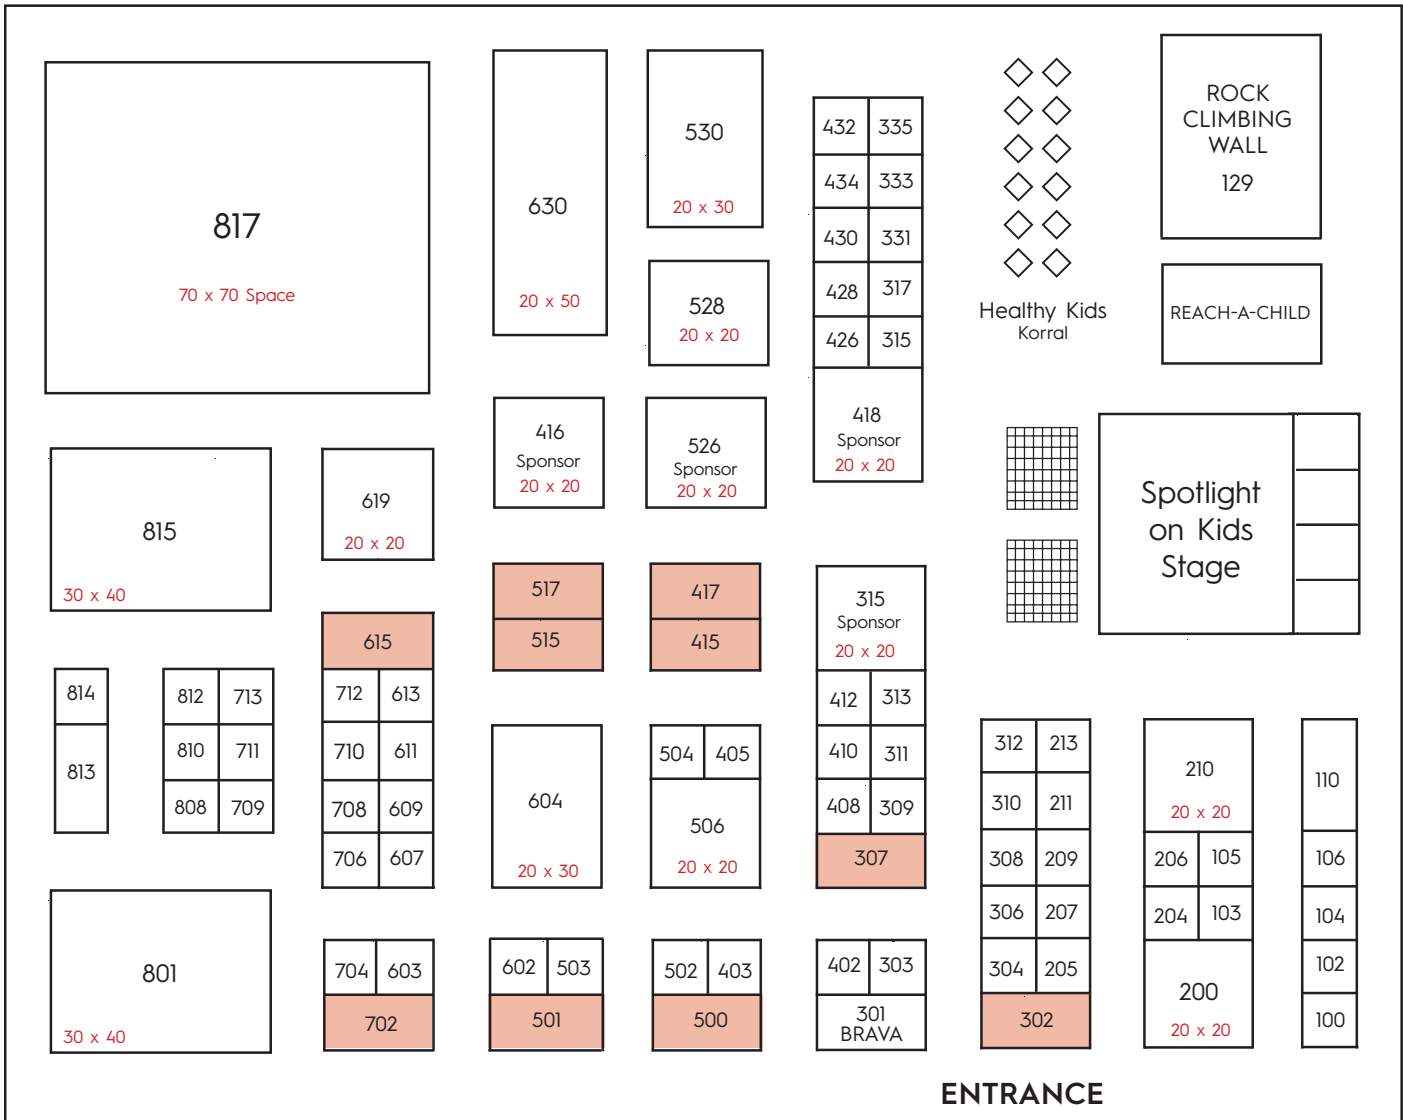 817
70 x 70 Space
630
20 x 50
530
20 x 30
528
20 x 20
432 335
434 333
430 331
428 317
426 315
418
Sponsor
20 x 20
Healthy Kids
Korral
ROCK
CLIMBING
WALL
129
REACH-A-CHILD
815
30 x 40
619
20 x 20
416
Sponsor
20 x 20
526
Sponsor
20 x 20
Spotlight
on Kids
Stage
517
515
417
415
315
Sponsor
20 x 20
412 313
410 311
408 309
307
615
712 613
710 611
708 609
706 607
814
813
812 713
810 711
808 709
604
20 x 30
504 405
506
20 x 20
312 213
310 211
308 209
306 207
304 205
302
210
20 x 20
206 105
204 103
200
20 x 20
110
106
104
102
100
801
30 x 40
704 603
702
602 503
501
502 403
500
402 303
301
BRAVA
ENTRANCE